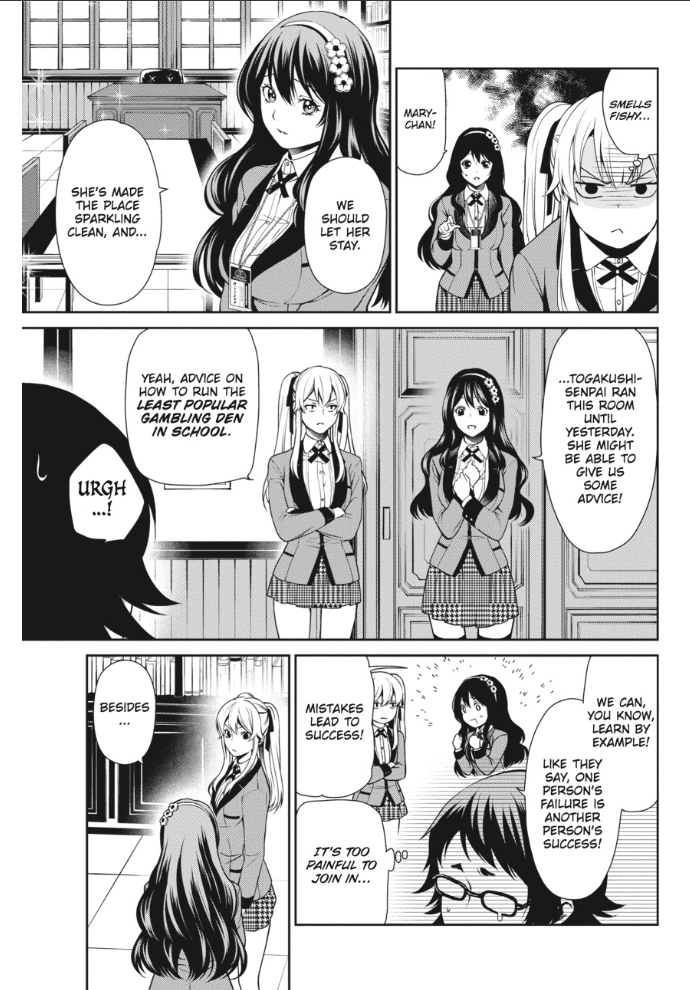 SMELLS
FISHY...
MARY-
CHAN!
WE
SHOULD
LET HER
STAY.
SHE'S MADE
THE PLACE
SPARKLING
CLEAN, AND...
...TOGAKUSHI-
SENPAI RAN
THIS ROOM
UNTIL
YESTERDAY.
SHE MIGHT
BE ABLE TO
GIVE US
SOME
ADVICE!
YEAH, ADVICE ON
HOW TO RUN THE
LEAST POPULAR
GAMBLING DEN
IN SCHOOL.
URGH
...!
WE CAN,
YOU KNOW,
LEARN BY
EXAMPLE!
LIKE THEY
SAY, ONE
PERSON'S
FAILURE IS
ANOTHER
PERSON'S
SUCCESS!
MISTAKES
LEAD TO
SUCCESS!
IT'S TOO
PAINFUL TO
JOIN IN...
BESIDES
...